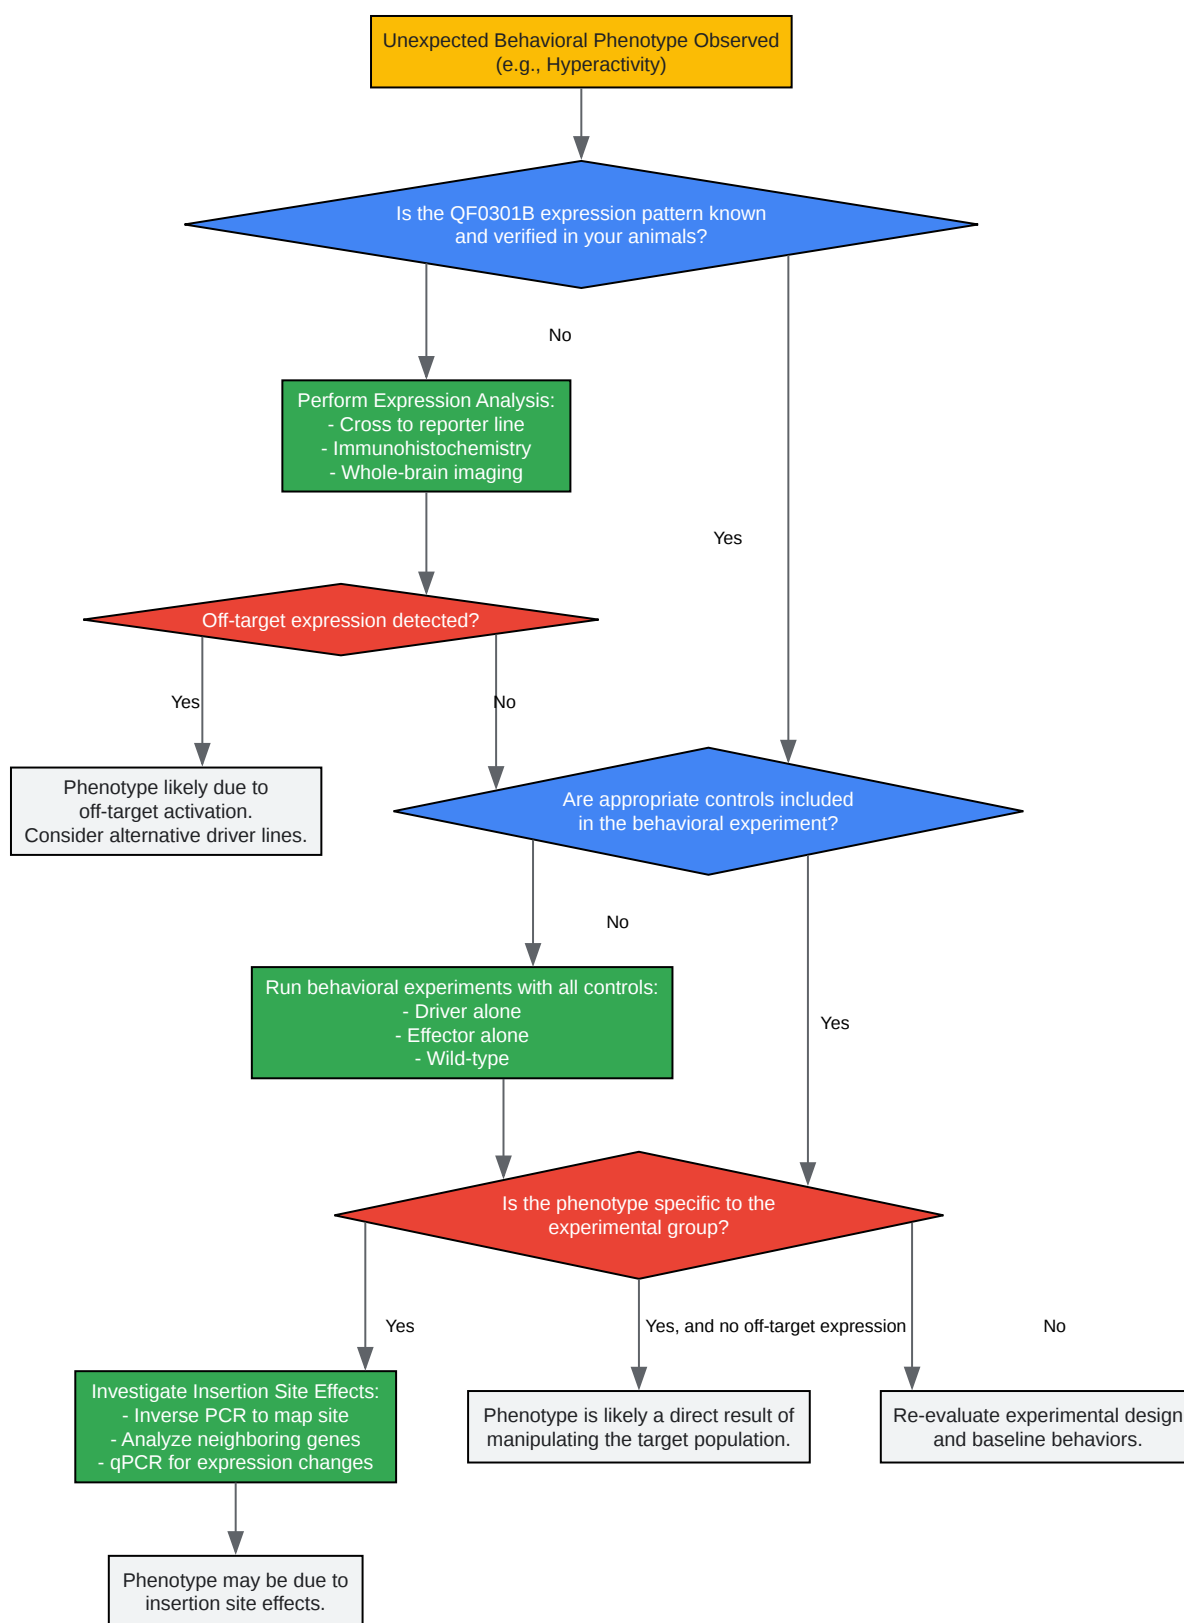 Unexpected Behavioral Phenotype Observed
(e.g., Hyperactivity)
Is the QF0301B expression pattern known
and verified in your animals?
No
Perform Expression Analysis:
- Cross to reporter line
- Immunohistochemistry
- Whole-brain imaging
Yes
Off-target expression detected?
Yes
No
Phenotype likely due to
off-target activation.
Consider alternative driver lines.
Are appropriate controls included
in the behavioral experiment?
No
Run behavioral experiments with all controls:
- Driver alone
- Effector alone
- Wild-type
Yes
Is the phenotype specific to the
experimental group?
Yes
Yes, and no off-target expression
No
Investigate Insertion Site Effects:
- Inverse PCR to map site
- Analyze neighboring genes
- qPCR for expression changes
Phenotype is likely a direct result of
manipulating the target population.
Re-evaluate experimental design
and baseline behaviors.
Phenotype may be due to
insertion site effects.